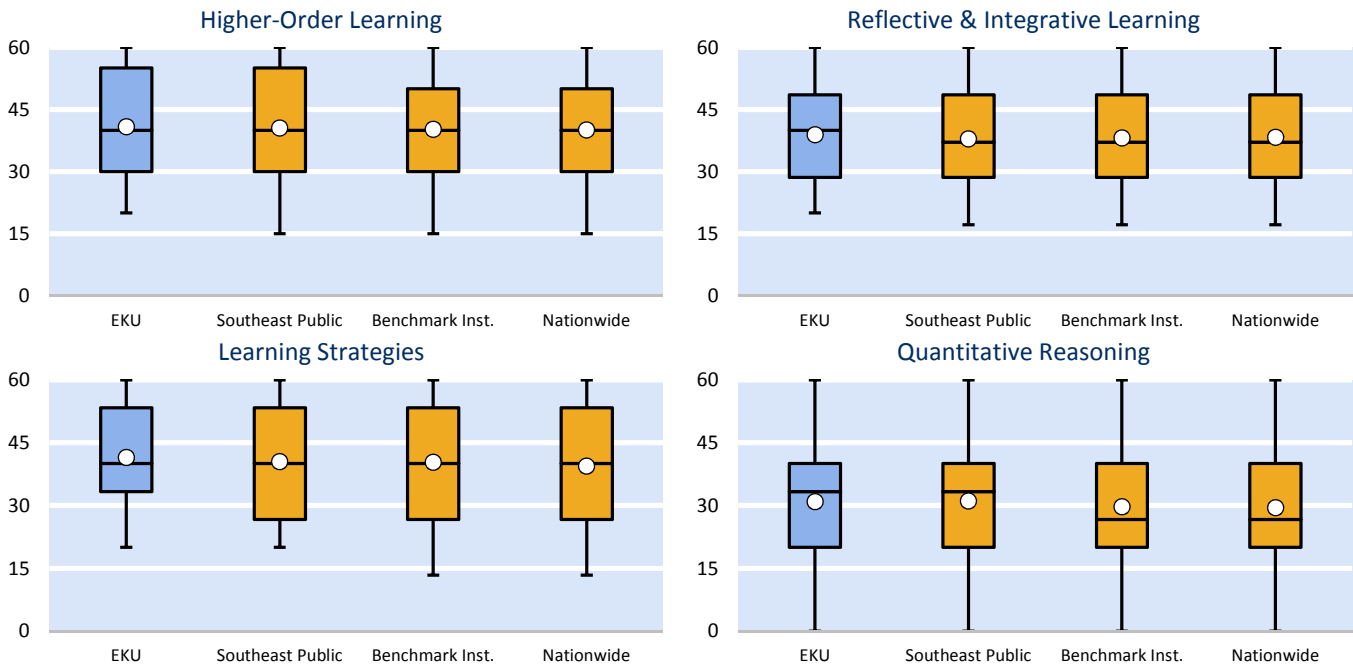 Higher-Order Learning
60
45
30
15
0
EKU Southeast Public Benchmark Inst. Nationwide
Reflective & Integrative Learning
60
45
30
15
0
EKU Southeast Public Benchmark Inst. Nationwide
Learning Strategies
60
45
30
15
0
EKU Southeast Public Benchmark Inst. Nationwide
Quantitative Reasoning
60
45
30
15
0
EKU Southeast Public Benchmark Inst. Nationwide